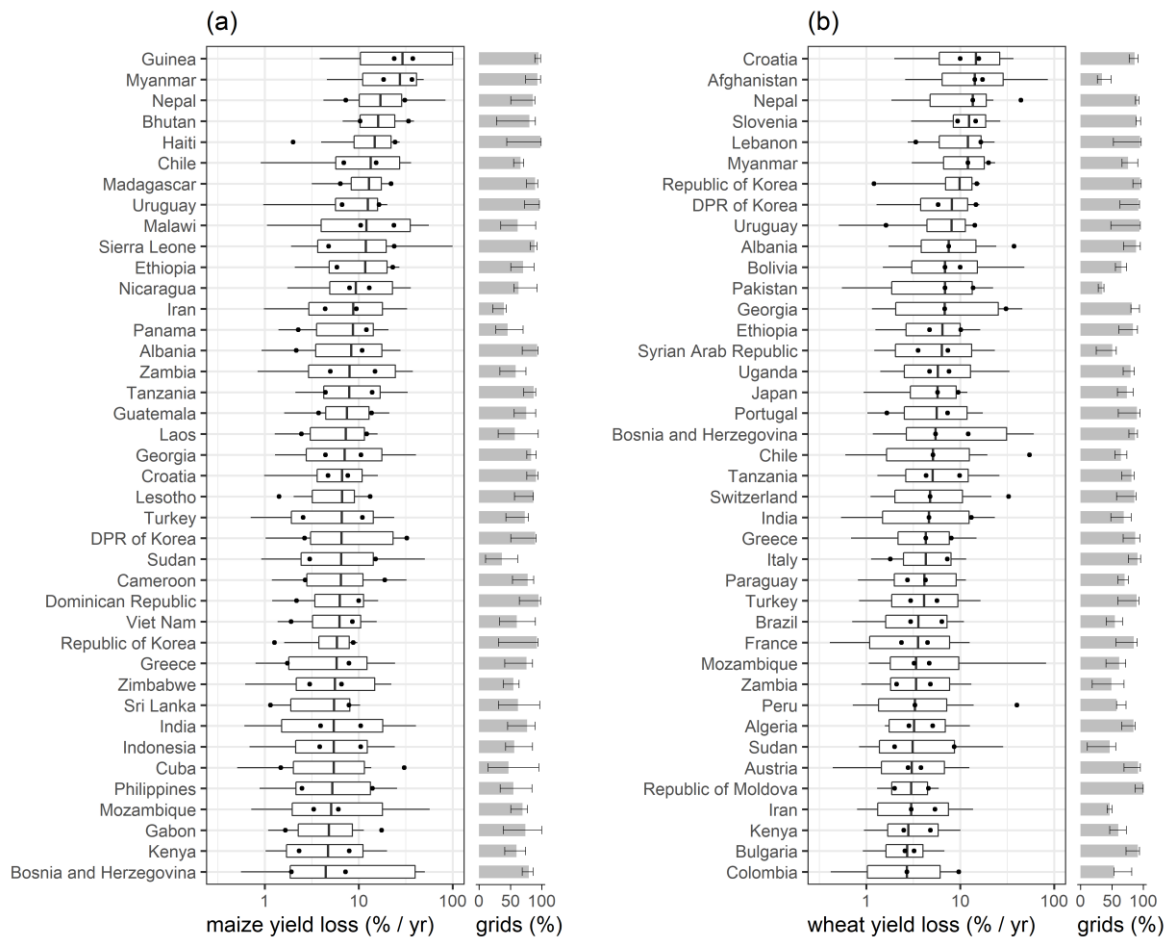 (a)
Guinea
Myanmar
Nepal
Bhutan
Haiti
Chile
Madagascar
Uruguay
Malawi
Sierra Leone
Ethiopia
Nicaragua
Iran
Panama
Albania
Zambia
Tanzania
Guatemala
Laos
Georgia
Croatia
Lesotho
Turkey
DPR of Korea
Sudan
Cameroon
Dominican Republic
Viet Nam
Republic of Korea
Greece
Zimbabwe
Sri Lanka
India
Indonesia
Cuba
Philippines
Mozambique
Gabon
Kenya
Bosnia and Herzegovina
1 10 100
0 50 100
maize yield loss (% / yr)
grids (%)
(b)
Croatia
Afghanistan
Nepal
Slovenia
Lebanon
Myanmar
Republic of Korea
DPR of Korea
Uruguay
Albania
Bolivia
Pakistan
Georgia
Ethiopia
Syrian Arab Republic
Uganda
Japan
Portugal
Bosnia and Herzegovina
Chile
Tanzania
Switzerland
India
Greece
Italy
Paraguay
Turkey
Brazil
France
Mozambique
Zambia
Peru
Algeria
Sudan
Austria
Republic of Moldova
Iran
Kenya
Bulgaria
Colombia
1 10 100
0 50 100
wheat yield loss (% / yr)
grids (%)